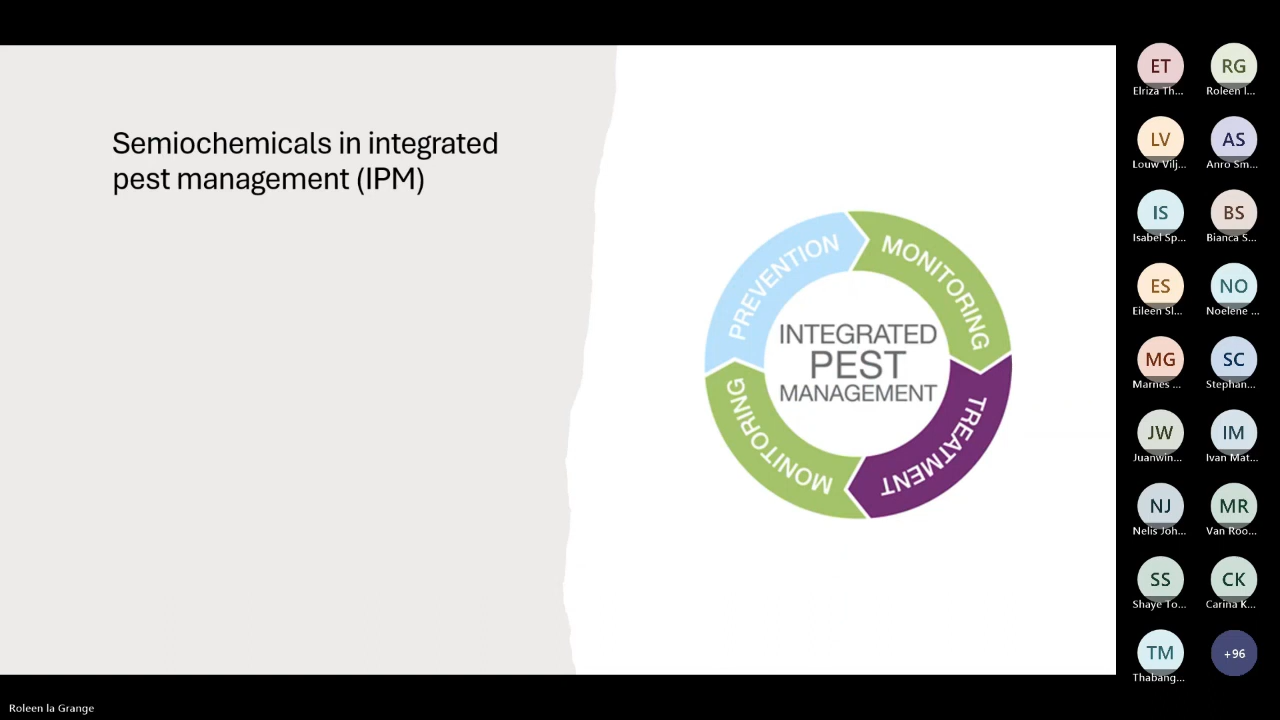 Semiochemicals in integrated
pest management (IPM)
PREVENTION
MONITORING
INTEGRATED
PEST
MANAGEMENT
MONITORING
TREATMENT
ET
Elriza Th...
RG
Roleen l...
LV
Louw Vilj...
AS
Anro Sm...
IS
Isabel Sp...
BS
Bianca S...
ES
Eileen Sl...
NO
Noelene ...
MG
Marnes ...
SC
Stephan...
JW
Juanwin...
IM
Ivan Mat...
NJ
Nelis Joh...
MR
Van Roo...
SS
Shaye To...
CK
Carina K...
TM
Thabang...
+96
Roleen la Grange